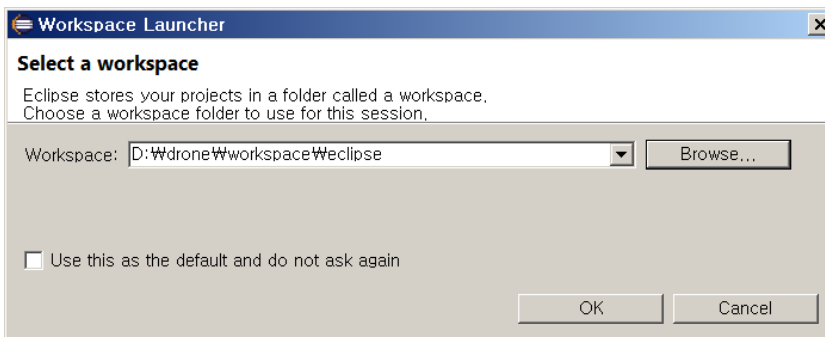 Workspace Launcher
Select a workspace
Eclipse stores your projects in a folder called a workspace.
Choose a workspace folder to use for this session.
Workspace: D:₩drone₩workspace₩eclipse Browse...
Use this as the default and do not ask again
OK Cancel